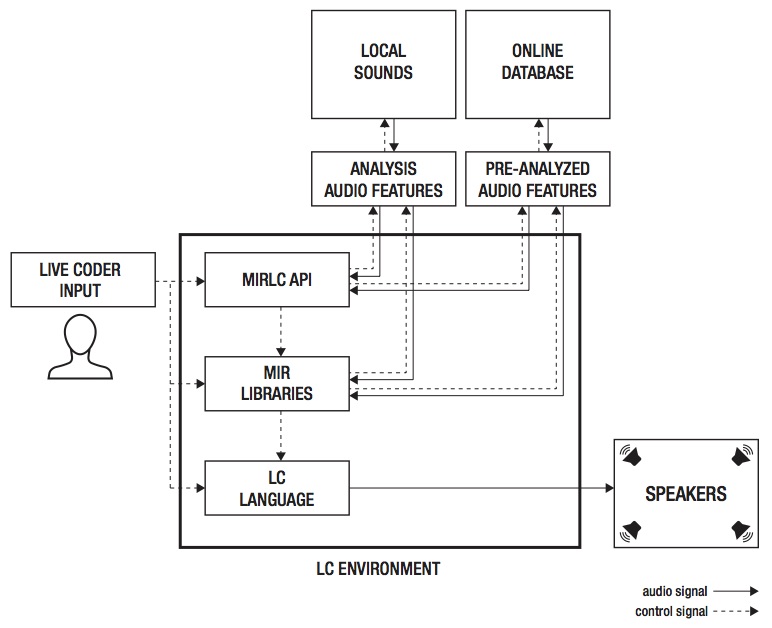 LOCAL
SOUNDS
ONLINE
DATABASE
ANALYSIS
AUDIO FEATURES
PRE-ANALYZED
AUDIO FEATURES
LIVE CODER
INPUT
MIRLC API
MIR
LIBRARIES
LC
LANGUAGE
SPEAKERS
LC ENVIRONMENT
audio signal
control signal